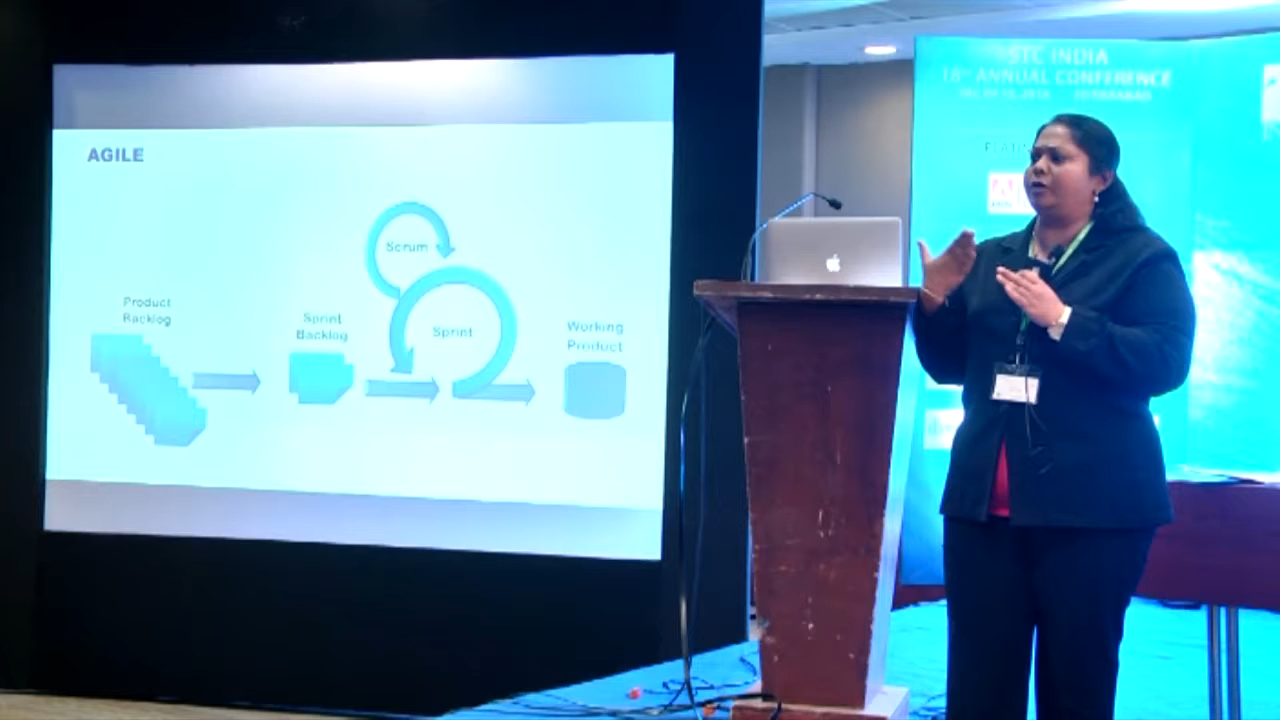 AGILE
Scrum
Product
Backlog
Sprint
Backlog
Sprint
Working
Product
STC INDIA
18th ANNUAL CONFERENCE